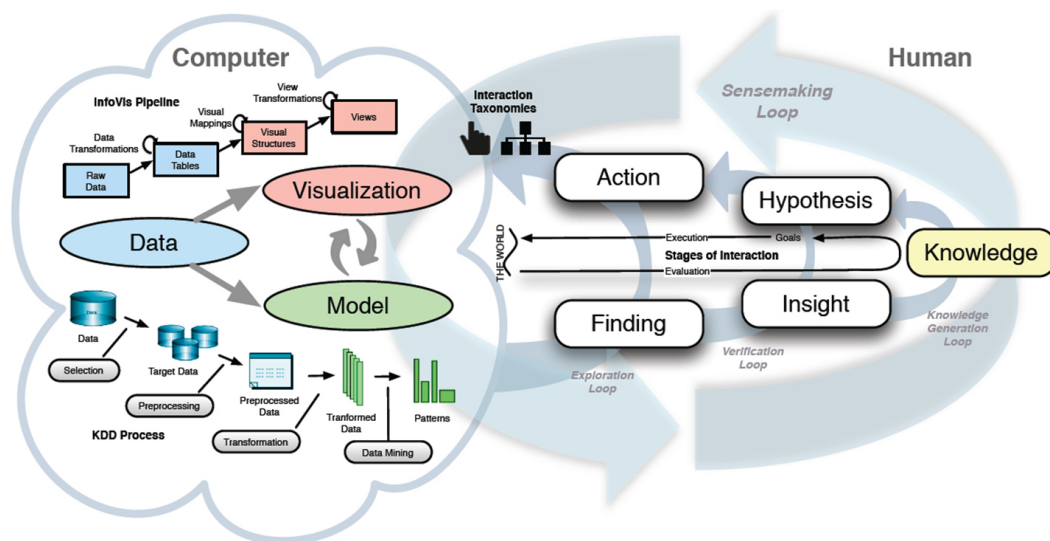 Computer
Human
InfoVis Pipeline
View
Transformations
Visual
Mappings
Data
Transformations
Raw
Data
Data
Tables
Visual
Structures
Views
Interaction
Taxonomies
Sensemaking
Loop
Visualization
Data
Model
Action
Hypothesis
Knowledge
THE WORLD
Execution
Goals
Stages of Interaction
Evaluation
Finding
Insight
Exploration
Loop
Verification
Loop
Knowledge
Generation Loop
Data
Data
Selection
Target Data
Preprocessing
Preprocessed
Data
Transformation
Tranformed
Data
Data Mining
Patterns
KDD Process